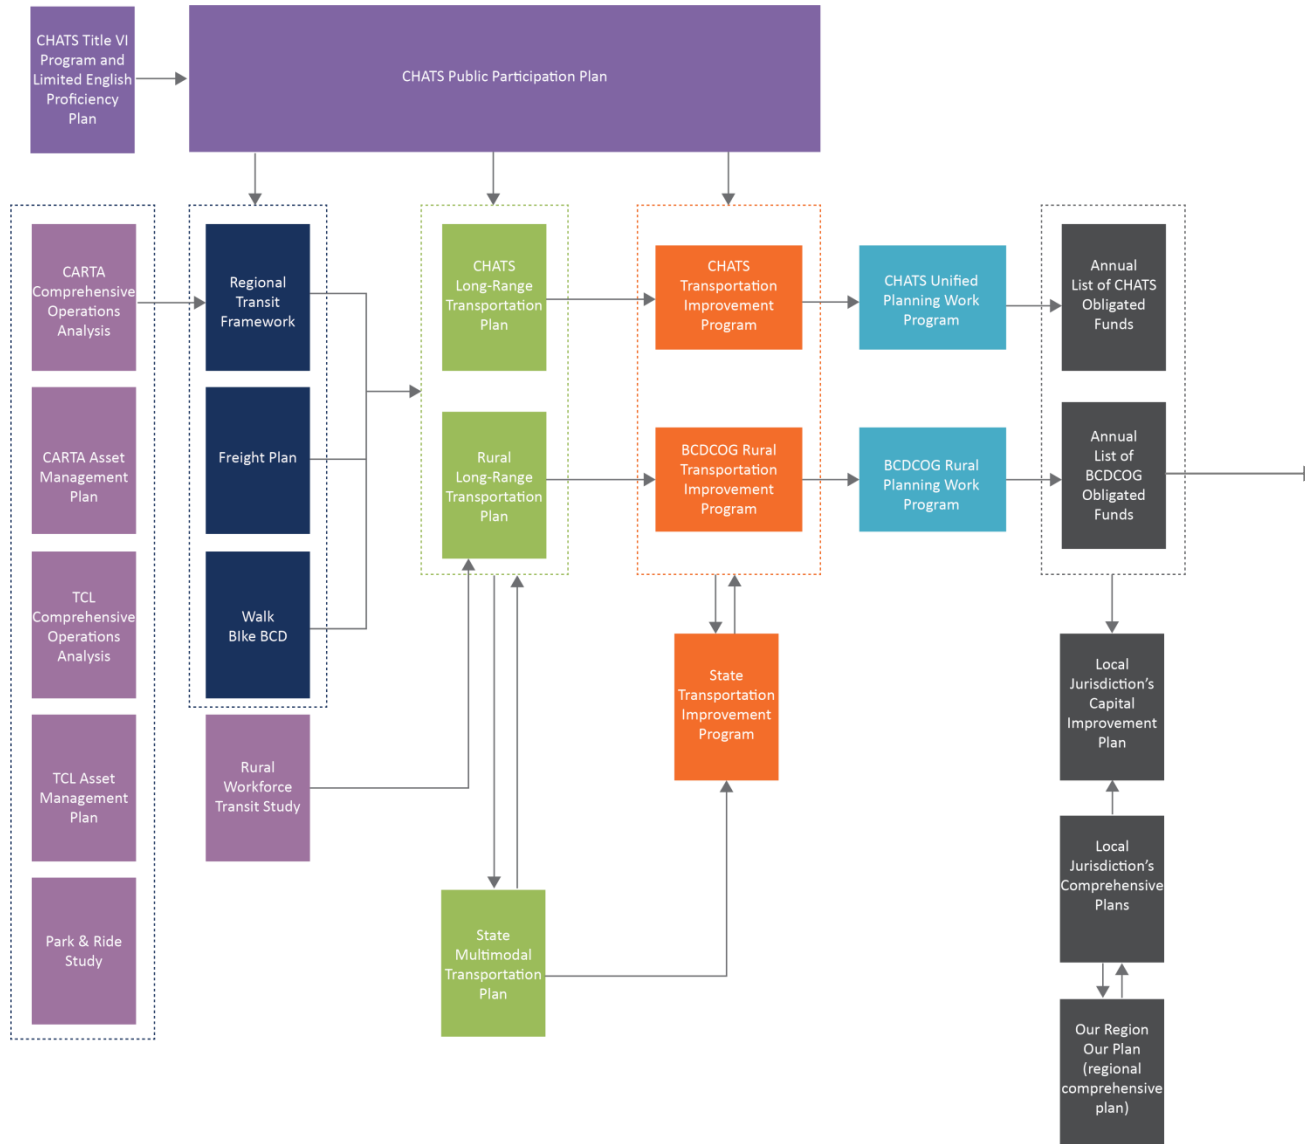 CHATS Title VI
Program and
Limited English
Proficiency
Plan
CHATS Public Participation Plan
CARTA
Comprehensive
Operations
Analysis
CARTA Asset
Management
Plan
TCL
Comprehensive
Operations
Analysis
TCL Asset
Management
Plan
Park & Ride
Study
Regional
Transit
Framework
Freight Plan
Walk
BIke BCD
Rural
Workforce
Transit Study
CHATS
Long-Range
Transportation
Plan
Rural
Long-Range
Transportation
Plan
State
Multimodal
Transportation
Plan
CHATS
Transportation
Improvement
Program
BCDCOG Rural
Transportation
Improvement
Program
State
Transportation
Improvement
Program
CHATS Unified
Planning Work
Program
BCDCOG Rural
Planning Work
Program
Annual
List of CHATS
Obligated
Funds
Annual
List of
BCDCOG
Obligated
Funds
Local
Jurisdiction's
Capital
Improvement
Plan
Local
Jurisdiction's
Comprehensive
Plans
Our Region
Our Plan
(regional
comprehensive
plan)